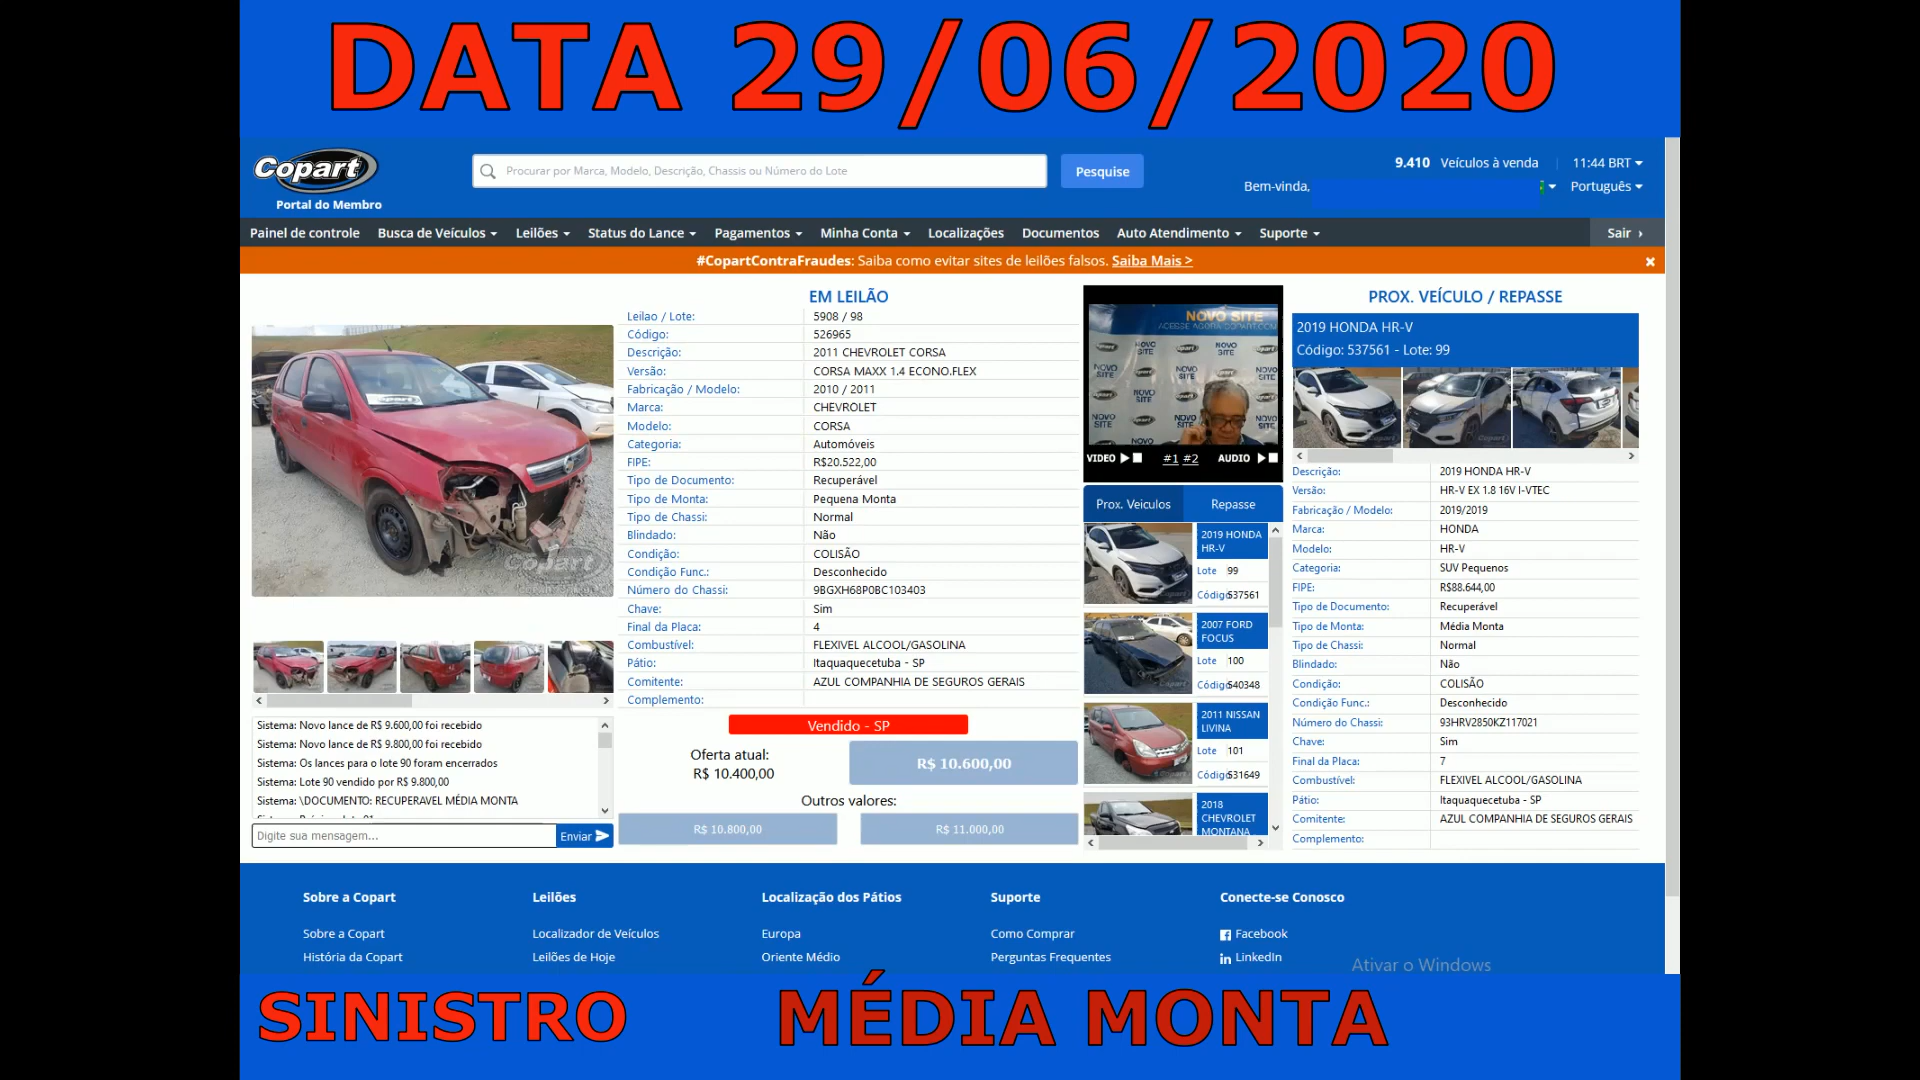 DATA 29/06/2020
Copart
Portal do Membro
Procurar por Marca, Modelo, Descrição, Chassis ou Número do Lote
Pesquise
9.410 Veículos à venda
11:44 BRT
Bem-vinda,
Português
Painel de controle Busca de Veículos Leilões Status do Lance Pagamentos Minha Conta Localizações Documentos Auto Atendimento Suporte Sair
#CopartContraFraudes: Saiba como evitar sites de leilões falsos. Saiba Mais >
EM LEILÃO
Leilao / Lote: 5908 / 98
Código: 526965
Descrição: 2011 CHEVROLET CORSA
Versão: CORSA MAXX 1.4 ECONO.FLEX
Fabricação / Modelo: 2010 / 2011
Marca: CHEVROLET
Modelo: CORSA
Categoria: Automóveis
FIPE: R$20.522,00
Tipo de Documento: Recuperável
Tipo de Monta: Pequena Monta
Tipo de Chassi: Normal
Blindado: Não
Condição: COLISÃO
Condição Func.: Desconhecido
Número do Chassi: 9BGXH68P0BC103403
Chave: Sim
Final da Placa: 4
Combustível: FLEXIVEL ALCOOL/GASOLINA
Pátio: Itaquaquecetuba - SP
Comitente: AZUL COMPANHIA DE SEGUROS GERAIS
Complemento:
Vendido - SP
Oferta atual:
R$ 10.400,00
R$ 10.600,00
Outros valores:
R$ 10.800,00
R$ 11.000,00
Copart
Sistema: Novo lance de R$ 9.600,00 foi recebido
Sistema: Novo lance de R$ 9.800,00 foi recebido
Sistema: Os lances para o lote 90 foram encerrados
Sistema: Lote 90 vendido por R$ 9.800,00
Sistema: \DOCUMENTO: RECUPERAVEL MÉDIA MONTA
Digite sua mensagem...
Enviar
NOVO SITE
ACESSE AGORA COPART.COM
VIDEO #1 #2 AUDIO
Prox. Veiculos Repasse
2019 HONDA HR-V
Lote 99
Código 537561
2007 FORD FOCUS
Lote 100
Código 540348
2011 NISSAN LIVINA
Lote 101
Código 531649
2018 CHEVROLET MONTANA
PROX. VEÍCULO / REPASSE
2019 HONDA HR-V
Código: 537561 - Lote: 99
Descrição: 2019 HONDA HR-V
Versão: HR-V EX 1.8 16V I-VTEC
Fabricação / Modelo: 2019/2019
Marca: HONDA
Modelo: HR-V
Categoria: SUV Pequenos
FIPE: R$88.644,00
Tipo de Documento: Recuperável
Tipo de Monta: Média Monta
Tipo de Chassi: Normal
Blindado: Não
Condição: COLISÃO
Condição Func.: Desconhecido
Número do Chassi: 93HRV2850KZ117021
Chave: Sim
Final da Placa: 7
Combustível: FLEXIVEL ALCOOL/GASOLINA
Pátio: Itaquaquecetuba - SP
Comitente: AZUL COMPANHIA DE SEGUROS GERAIS
Complemento:
Sobre a Copart Leilões Localização dos Pátios Suporte Conecte-se Conosco
Sobre a Copart Localizador de Veículos Europa Como Comprar Facebook
História da Copart Leilões de Hoje Oriente Médio Perguntas Frequentes LinkedIn
Ativar o Windows
SINISTRO MÉDIA MONTA